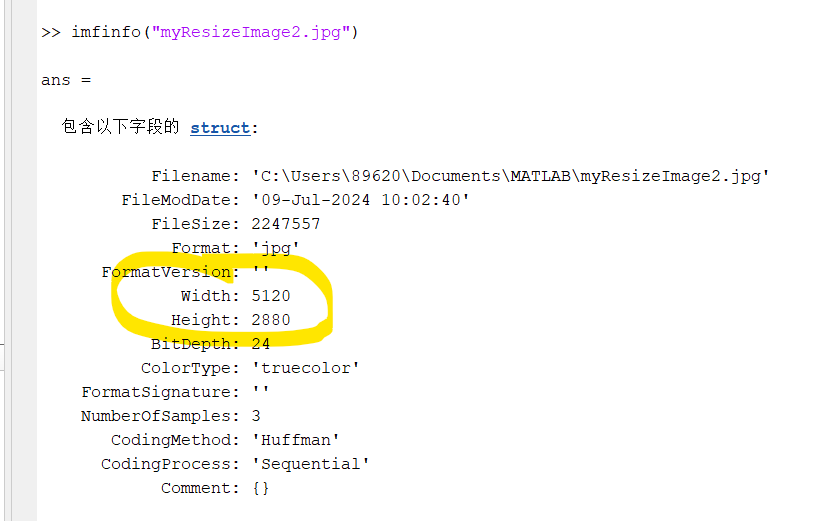 >> imfinfo("myResizeImage2.jpg")
ans =
包含以下字段的 struct:
Filename: 'C:\Users\89620\Documents\MATLAB\myResizeImage2.jpg'
FileModDate: '09-Jul-2024 10:02:40'
FileSize: 2247557
Format: 'jpg'
FormatVersion: ''
Width: 5120
Height: 2880
BitDepth: 24
ColorType: 'truecolor'
FormatSignature: ''
NumberOfSamples: 3
CodingMethod: 'Huffman'
CodingProcess: 'Sequential'
Comment: {}